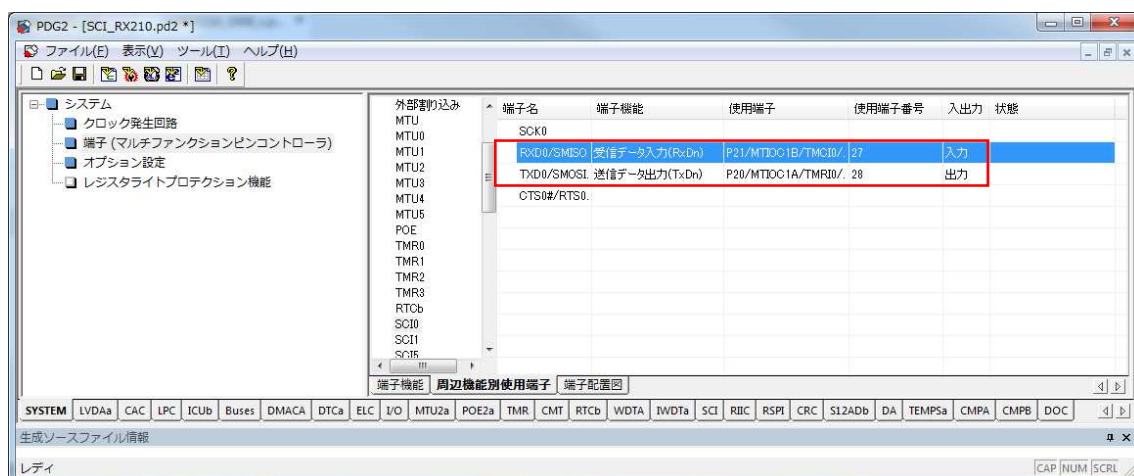 PDG2 - [SCI_RX210.pd2 *]
ファイル(F) 表示(V) ツール(T) ヘルプ(H)
システム
クロック発生回路
端子 (マルチファンクションピンコントローラ)
オプション設定
レジスタライトプロテクション機能
外部割り込み
MTU
MTU0
MTU1
MTU2
MTU3
MTU4
MTU5
POE
TMR0
TMR1
TMR2
TMR3
RTCb
SCI0
SCI1
SCI5
端子名 端子機能 使用端子 使用端子番号 入出力 状態
SCK0
RXD0/SMISO 受信データ入力(RxDn) P21/MTIOC1B/TMCI0/. 27 入力
TXD0/SMOSI. 送信データ出力(TxDn) P20/MTIOC1A/TMRI0/. 28 出力
CTS0#/RTS0.
端子機能 周辺機能別使用端子 端子配置図
SYSTEM LVDAa CAC LPC ICUb Buses DMACA DTCa ELC I/O MTU2a POE2a TMR CMT RTCb WDTA IWDTa SCI RIIC RSPI CRC S12ADb DA TEMPSa CMPA CMPB DOC
生成ソースファイル情報
レディ
CAP NUM SCRL